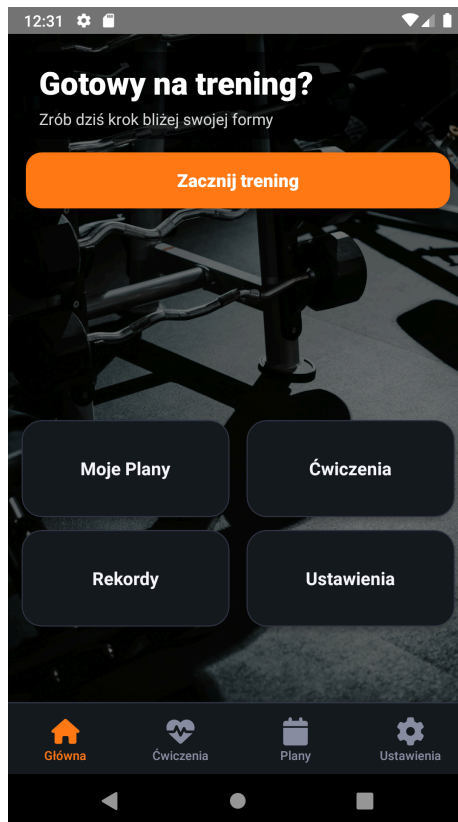 12:31
Gotowy na trening?
Zrób dziś krok bliżej swojej formy
Zacznij trening
Moje Plany
Ćwiczenia
Rekordy
Ustawienia
Główna
Ćwiczenia
Plany
Ustawienia